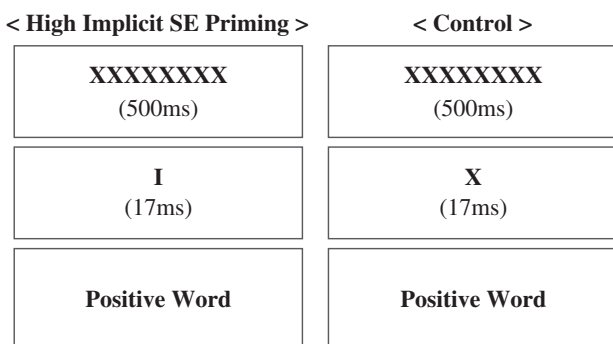 < High Implicit SE Priming >
< Control >
XXXXXXXX
(500ms)
XXXXXXXX
(500ms)
I
(17ms)
X
(17ms)
Positive Word
Positive Word